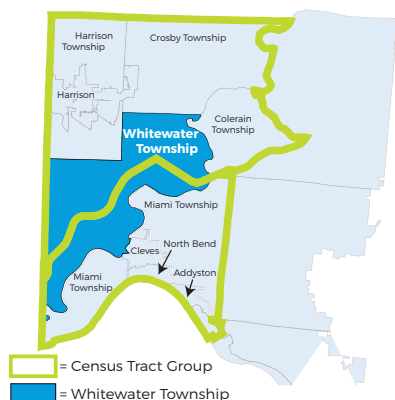 Harrison
Township
Crosby Township
Harrison
Colerain
Township
Whitewater
Township
Miami Township
Cleves
North Bend
Addyston
Miami
Township
= Census Tract Group
= Whitewater Township